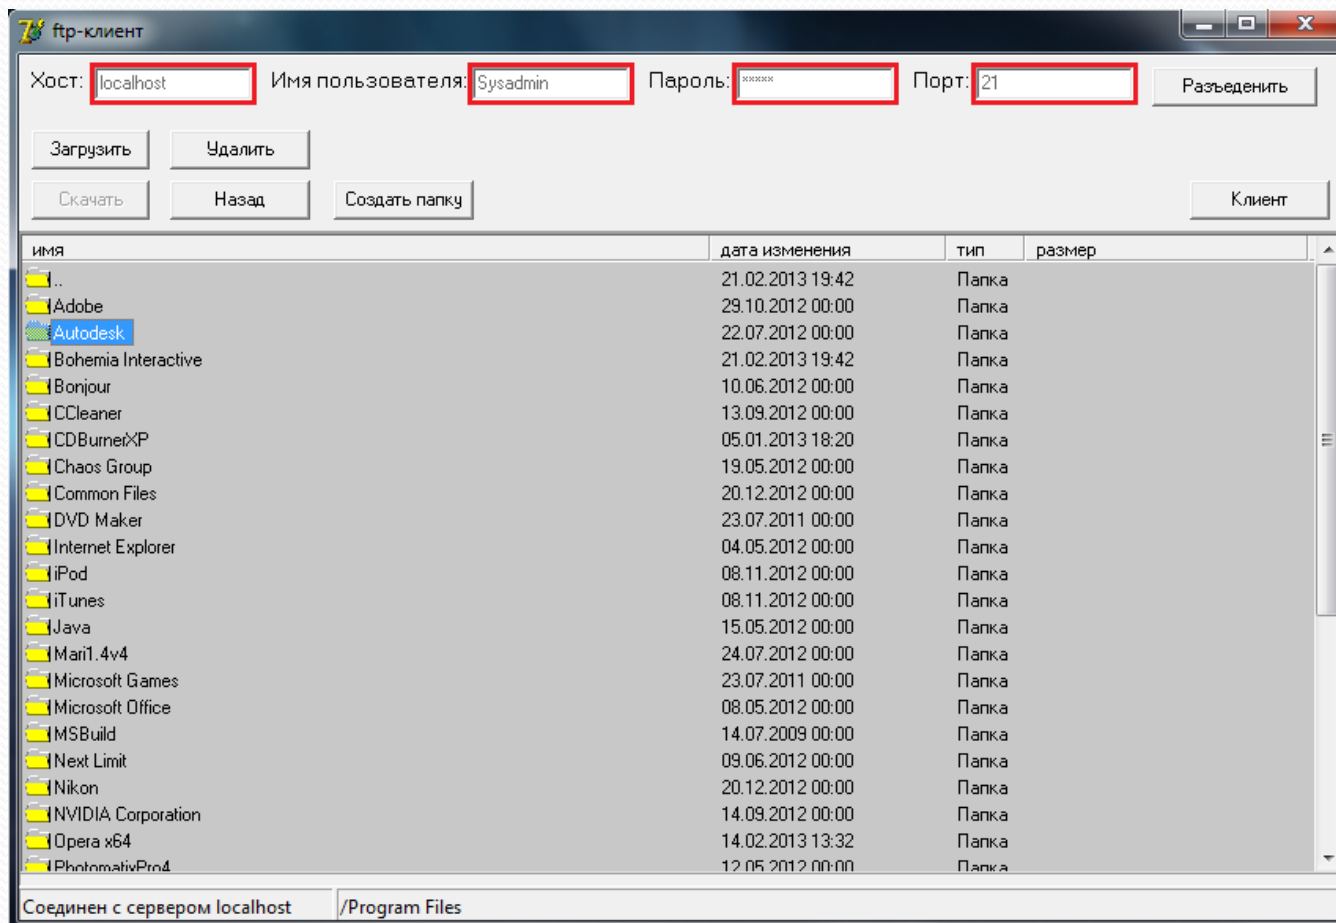 ftp-клиент
Хост: localhost Имя пользователя: Sysadmin Пароль: ***** Порт: 21 Разъеденить
Загрузить Удалить
Скачать Назад Создать папку Клиент
имя дата изменения тип размер
.. 21.02.2013 19:42 Папка
Adobe 29.10.2012 00:00 Папка
Autodesk 22.07.2012 00:00 Папка
Bohemia Interactive 21.02.2013 19:42 Папка
Bonjour 10.06.2012 00:00 Папка
CCleaner 13.09.2012 00:00 Папка
CDBurnerXP 05.01.2013 18:20 Папка
Chaos Group 19.05.2012 00:00 Папка
Common Files 20.12.2012 00:00 Папка
DVD Maker 23.07.2011 00:00 Папка
Internet Explorer 04.05.2012 00:00 Папка
iPod 08.11.2012 00:00 Папка
iTunes 08.11.2012 00:00 Папка
Java 15.05.2012 00:00 Папка
Mari1.4v4 24.07.2012 00:00 Папка
Microsoft Games 23.07.2011 00:00 Папка
Microsoft Office 08.05.2012 00:00 Папка
MSBuild 14.07.2009 00:00 Папка
Next Limit 09.06.2012 00:00 Папка
Nikon 20.12.2012 00:00 Папка
NVIDIA Corporation 14.09.2012 00:00 Папка
Opera x64 14.02.2013 13:32 Папка
PhotomatixPro4 12.05.2012 00:00 Папка
Соединен с сервером localhost /Program Files